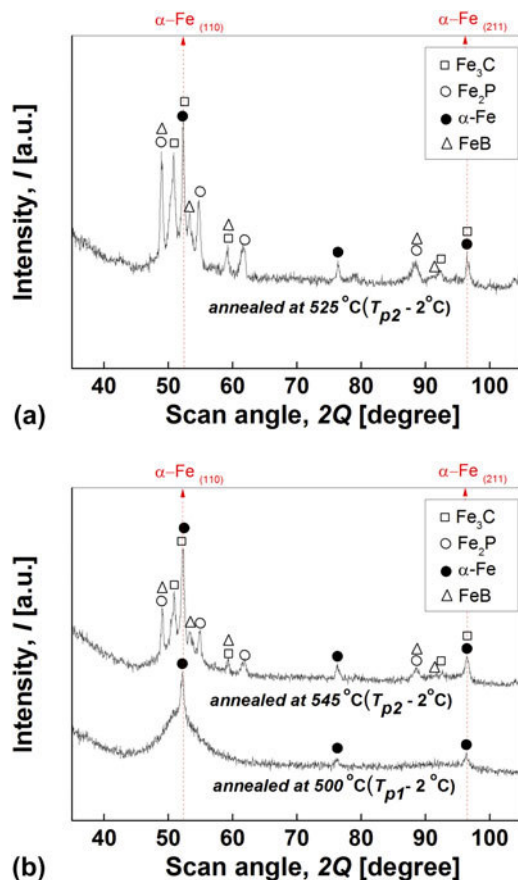 α–Fe (110) α–Fe (211)
Fe₃C
Fe₂P
α-Fe
FeB
Intensity, I [a.u.]
annealed at 525 °C(Tp2 - 2°C)
40 50 60 70 80 90 100
(a) Scan angle, 2Q [degree]
α–Fe (110) α–Fe (211)
Fe₃C
Fe₂P
α-Fe
FeB
Intensity, I [a.u.]
annealed at 545 °C(Tp2 - 2°C)
annealed at 500 °C(Tp1- 2°C)
40 50 60 70 80 90 100
(b) Scan angle, 2Q [degree]